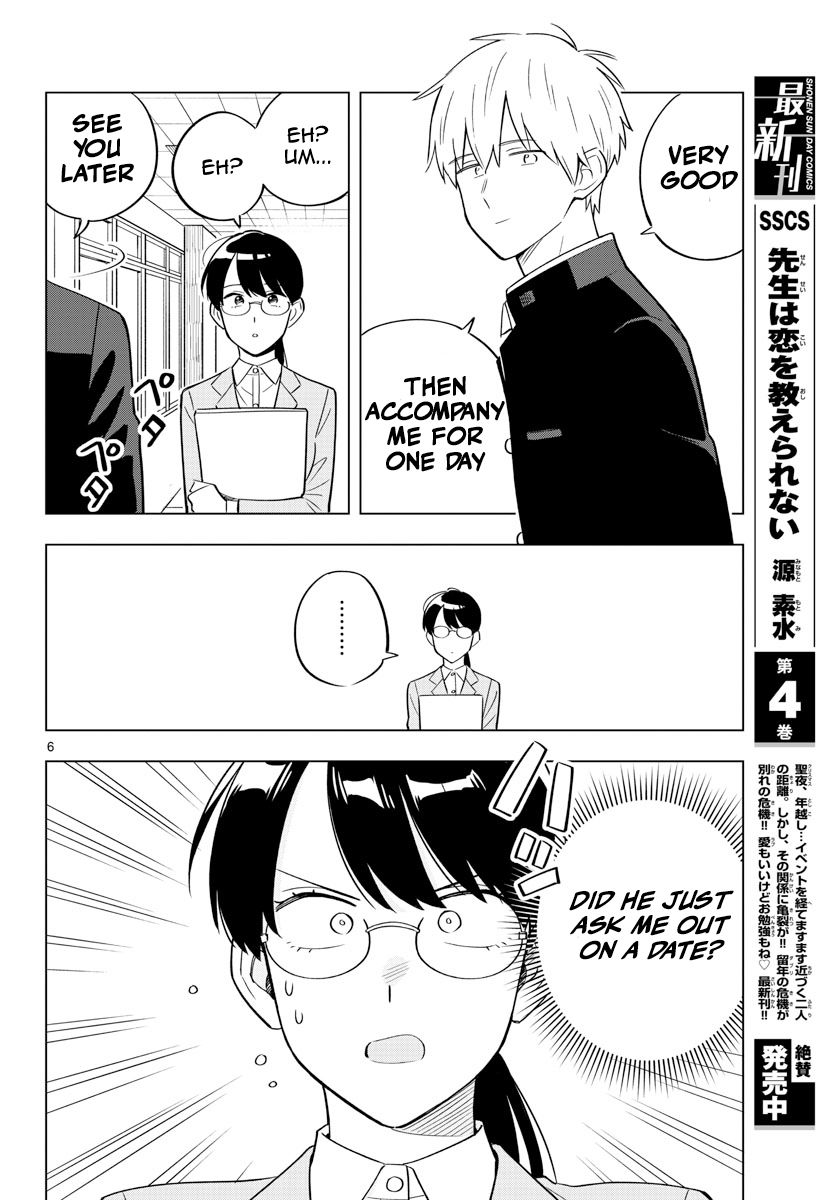 VERY
GOOD
THEN
ACCOMPANY
ME FOR
ONE DAY
EH?
UM...
EH?
SEE
YOU
LATER
プロ
プロ
.........
6
DID HE JUST
ASK ME OUT
ON A DATE?
SHONEN SUNDAY COMICS
最新刊
SSCS
先生は恋を教えられない
源素水
第
4
巻
聖夜、年越し…イベントを経てますます近づく二人
の距離。しかし、その関係に亀裂が!! 留年の危機が
別れの危機!! 愛もいいけどお勉強もね♡ 最新刊!!
絶賛
発売中